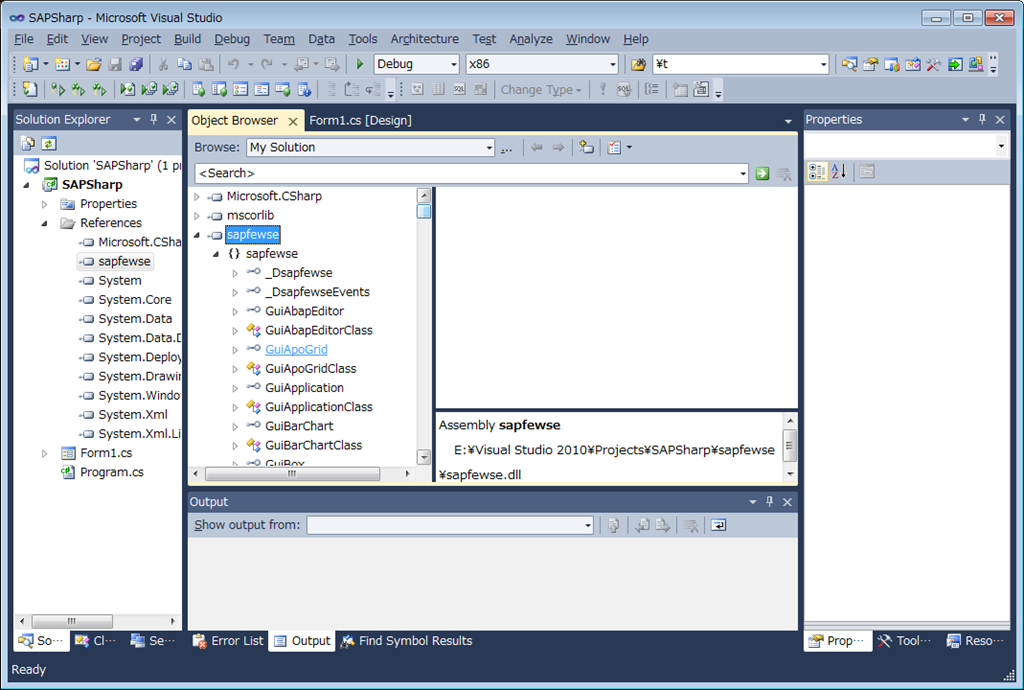 SAPSharp - Microsoft Visual Studio
File Edit View Project Build Debug Team Data Tools Architecture Test Analyze Window Help
Debug x86 ¥t
Change Type
Solution Explorer
Solution 'SAPSharp' (1 pr
SAPSharp
Properties
References
Microsoft.CSha
sapfewse
System
System.Core
System.Data
System.Data.D
System.Deploy
System.Drawin
System.Windo
System.Xml
System.Xml.Li
Form1.cs
Program.cs
So...
Cl...
Se...
Object Browser
Form1.cs [Design]
Browse: My Solution
...
<Search>
Microsoft.CSharp
mscorlib
sapfewse
{} sapfewse
_Dsapfewse
_DsapfewseEvents
GuiAbapEditor
GuiAbapEditorClass
GuiApoGrid
GuiApoGridClass
GuiApplication
GuiApplicationClass
GuiBarChart
GuiBarChartClass
GuiBox
Assembly sapfewse
E:¥Visual Studio 2010¥Projects¥SAPSharp¥sapfewse
¥sapfewse.dll
Output
Show output from:
Error List
Output
Find Symbol Results
Properties
Prop...
Tool...
Reso...
Ready